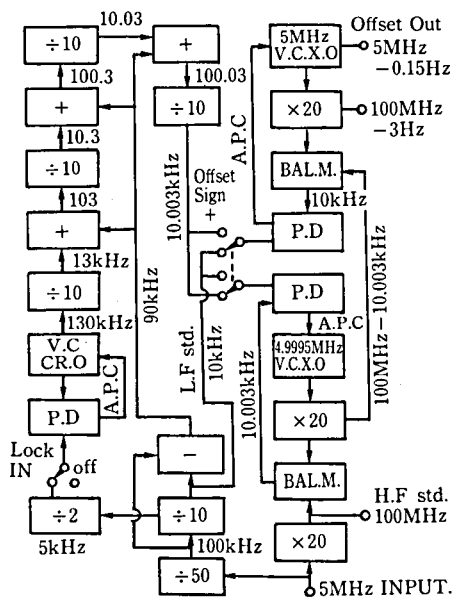 ÷10
10.03
+
5MHz
V.C.X.O
Offset Out
5MHz
−0.15Hz
100.3
100.03
+
÷10
×20
100MHz
−3Hz
10.3
A.P.C
÷10
10.003kHz
Offset
Sign
+
BAL.M.
10kHz
103
+
P.D
13kHz
÷10
90kHz
L.F std.
10kHz
P.D
A.P.C
100MHz−10.003kHz
130kHz
V.C
CR.O
A.P.C
4.9995MHz
V.C.X.O
10.003kHz
P.D
×20
Lock
IN
off
−
BAL.M.
÷2
÷10
H.F std.
100MHz
5kHz
100kHz
×20
÷50
5MHz INPUT.